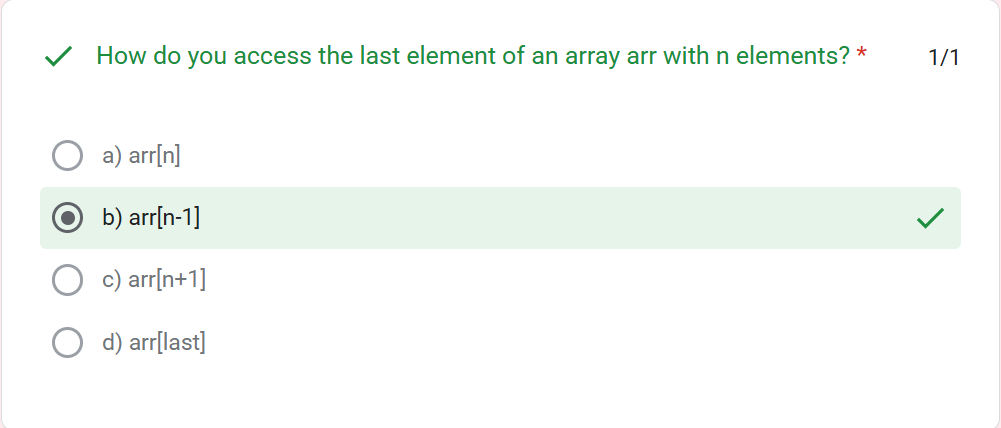 How do you access the last element of an array arr with n elements? * 1/1
a) arr[n]
b) arr[n-1]
c) arr[n+1]
d) arr[last]